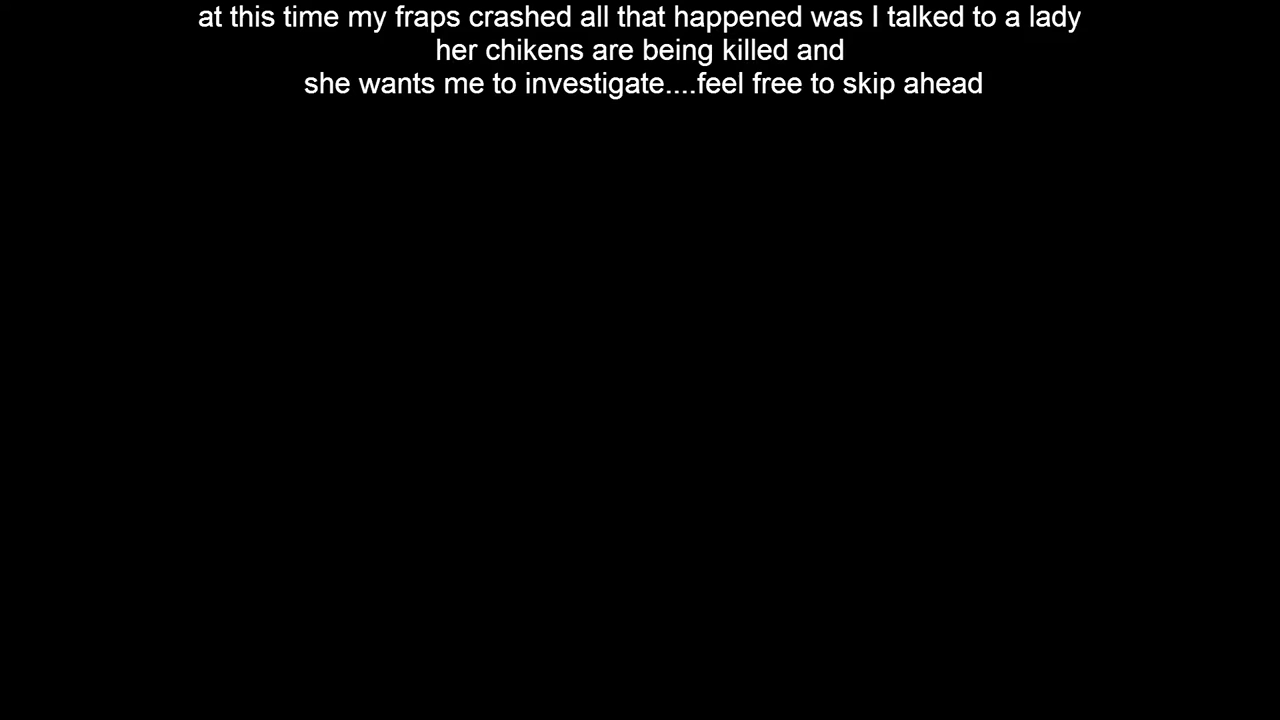 at this time my fraps crashed all that happened was I talked to a lady
her chikens are being killed and
she wants me to investigate....feel free to skip ahead